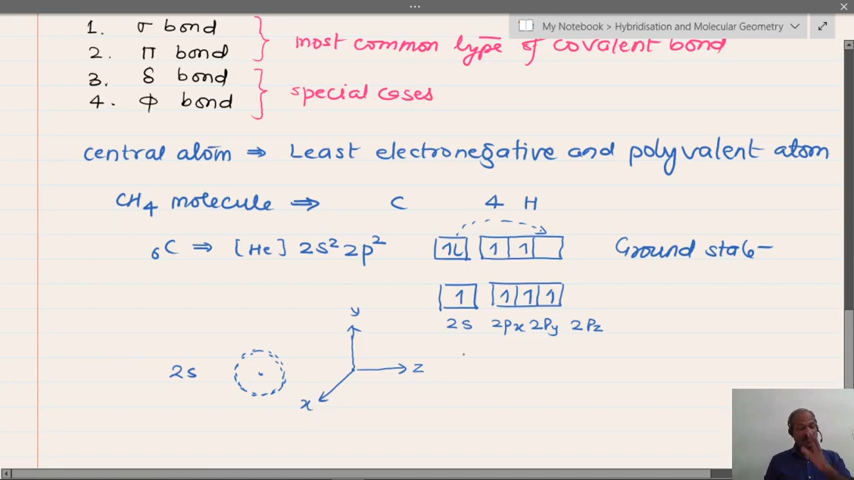 My Notebook > Hybridisation and Molecular Geometry
1. σ bond
2. π bond
most common type of covalent bond
3. δ bond
4. ϕ bond
special cases
central atom ⇒ Least electronegative and polyvalent atom
CH4 molecule ⇒ C 4 H
6C ⇒ [He] 2s² 2p² 1L 1 1 Ground state
1 1 1 1
2s 2px 2Py 2Pz
y
2s
z
x